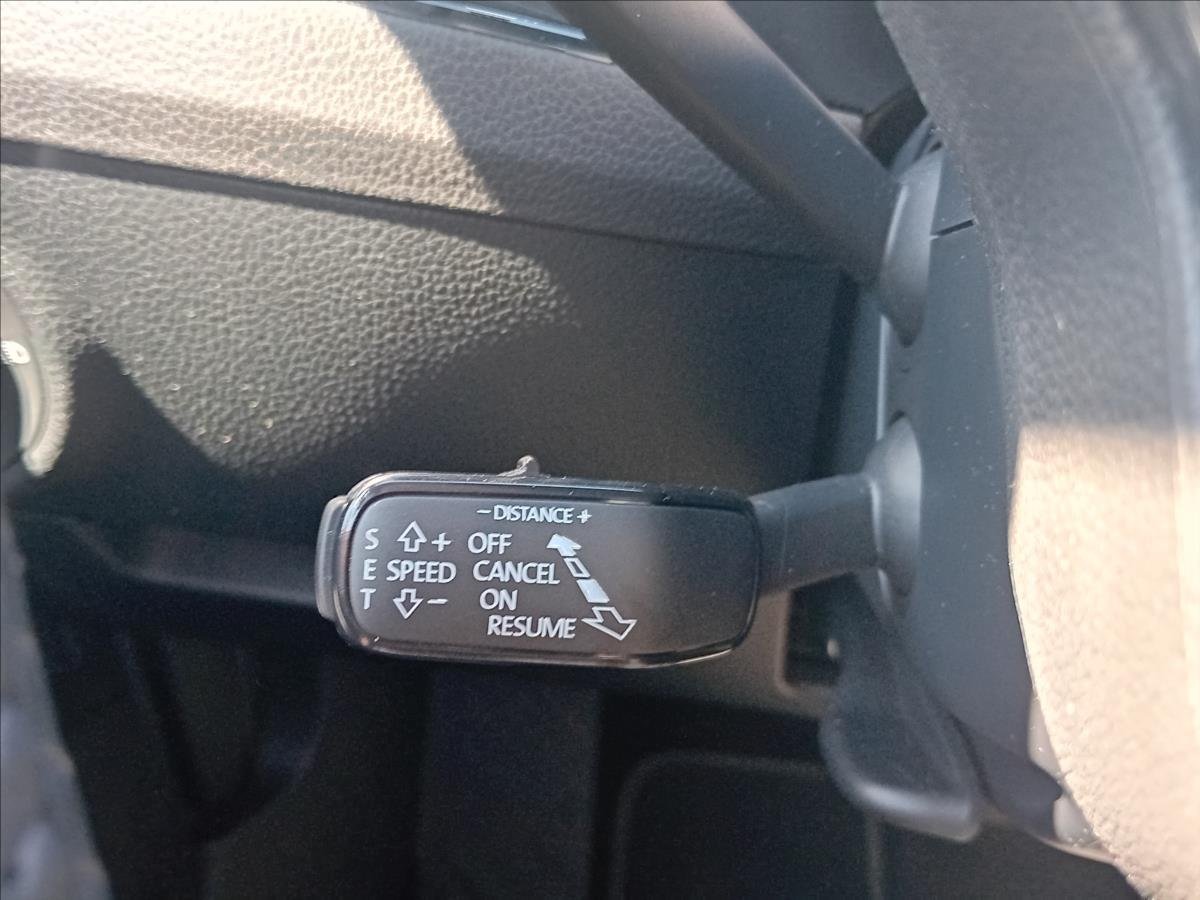 - DISTANCE +
S + OFF
E SPEED CANCEL
T - ON
RESUME